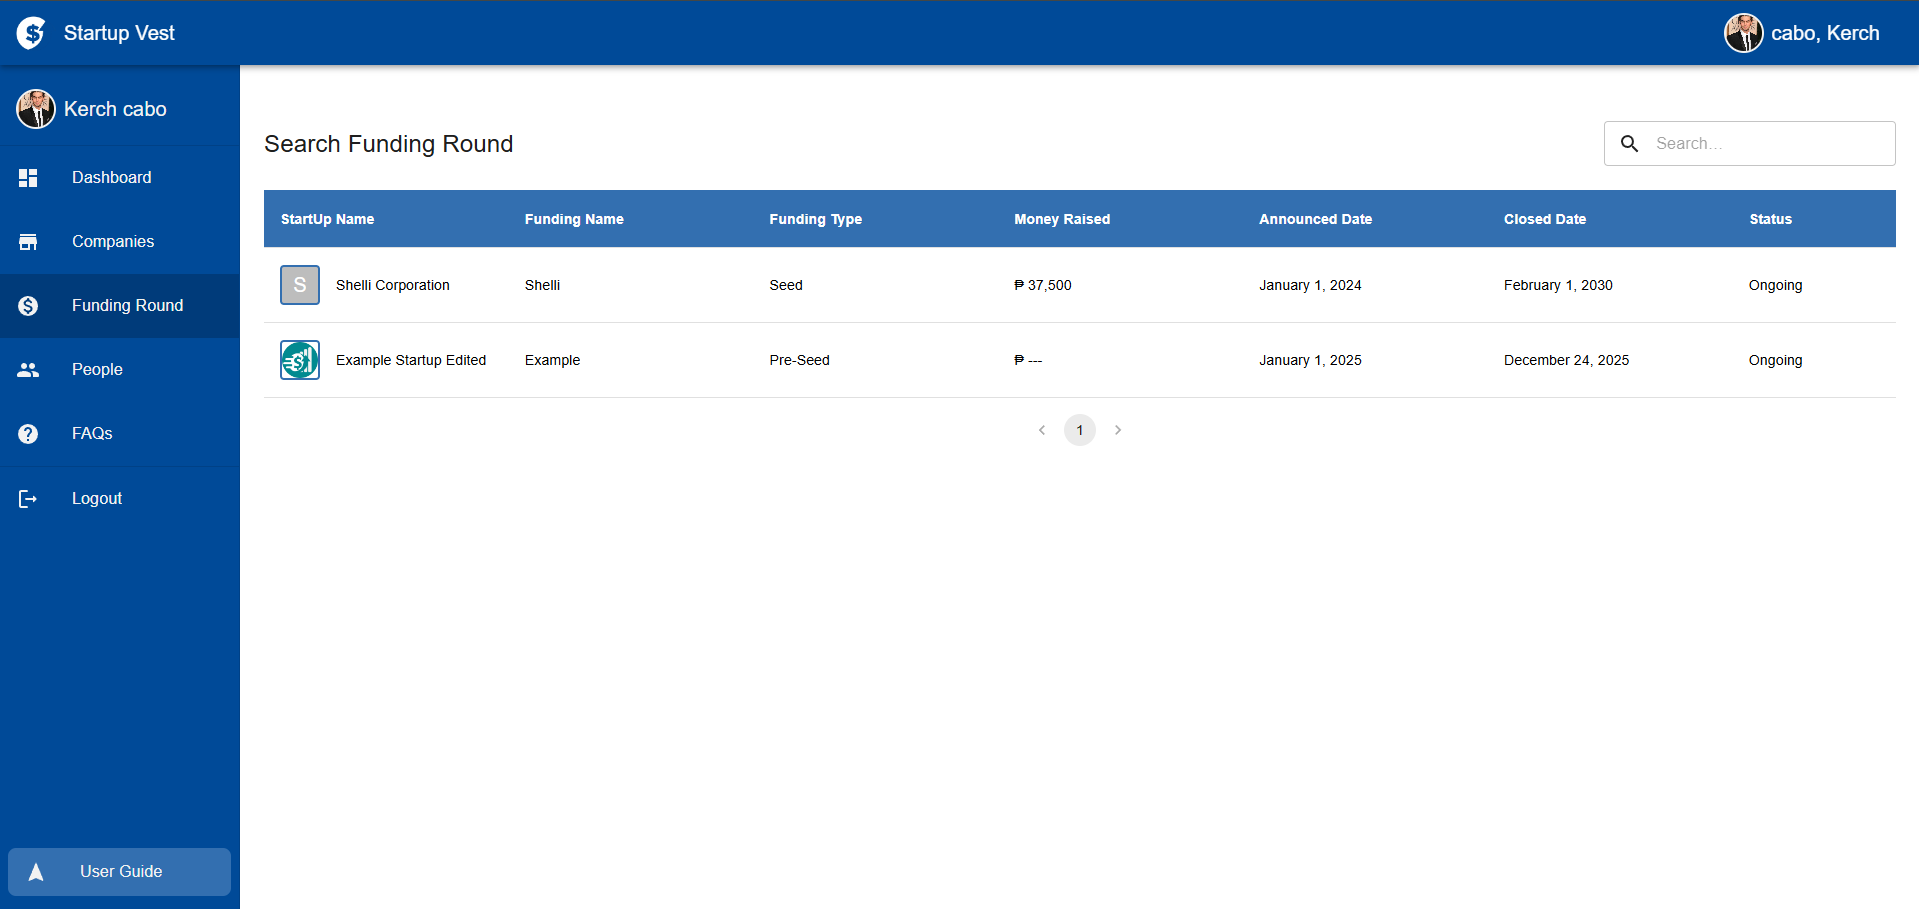 Startup Vest
cabo, Kerch
Kerch cabo
Dashboard
Companies
Funding Round
People
FAQs
Logout
User Guide
Search Funding Round
Search...
StartUp Name Funding Name Funding Type Money Raised Announced Date Closed Date Status
S Shelli Corporation Shelli Seed ₱ 37,500 January 1, 2024 February 1, 2030 Ongoing
Example Startup Edited Example Pre-Seed ₱ --- January 1, 2025 December 24, 2025 Ongoing
1